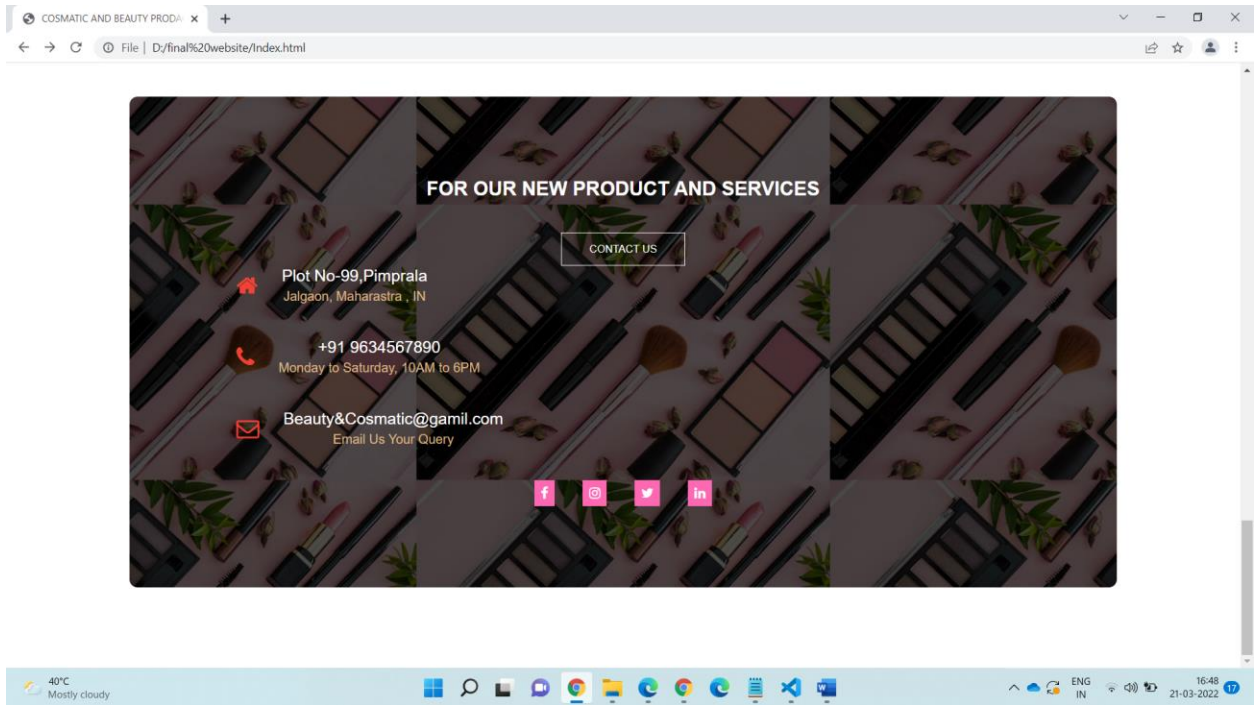 COSMATIC AND BEAUTY PRODA
File | D:/final%20website/Index.html
FOR OUR NEW PRODUCT AND SERVICES
CONTACT US
Plot No-99,Pimprala
Jalgaon, Maharastra , IN
+91 9634567890
Monday to Saturday, 10AM to 6PM
Beauty&Cosmatic@gamil.com
Email Us Your Query
f
in
40°C
Mostly cloudy
ENG
IN
16:48
21-03-2022
17